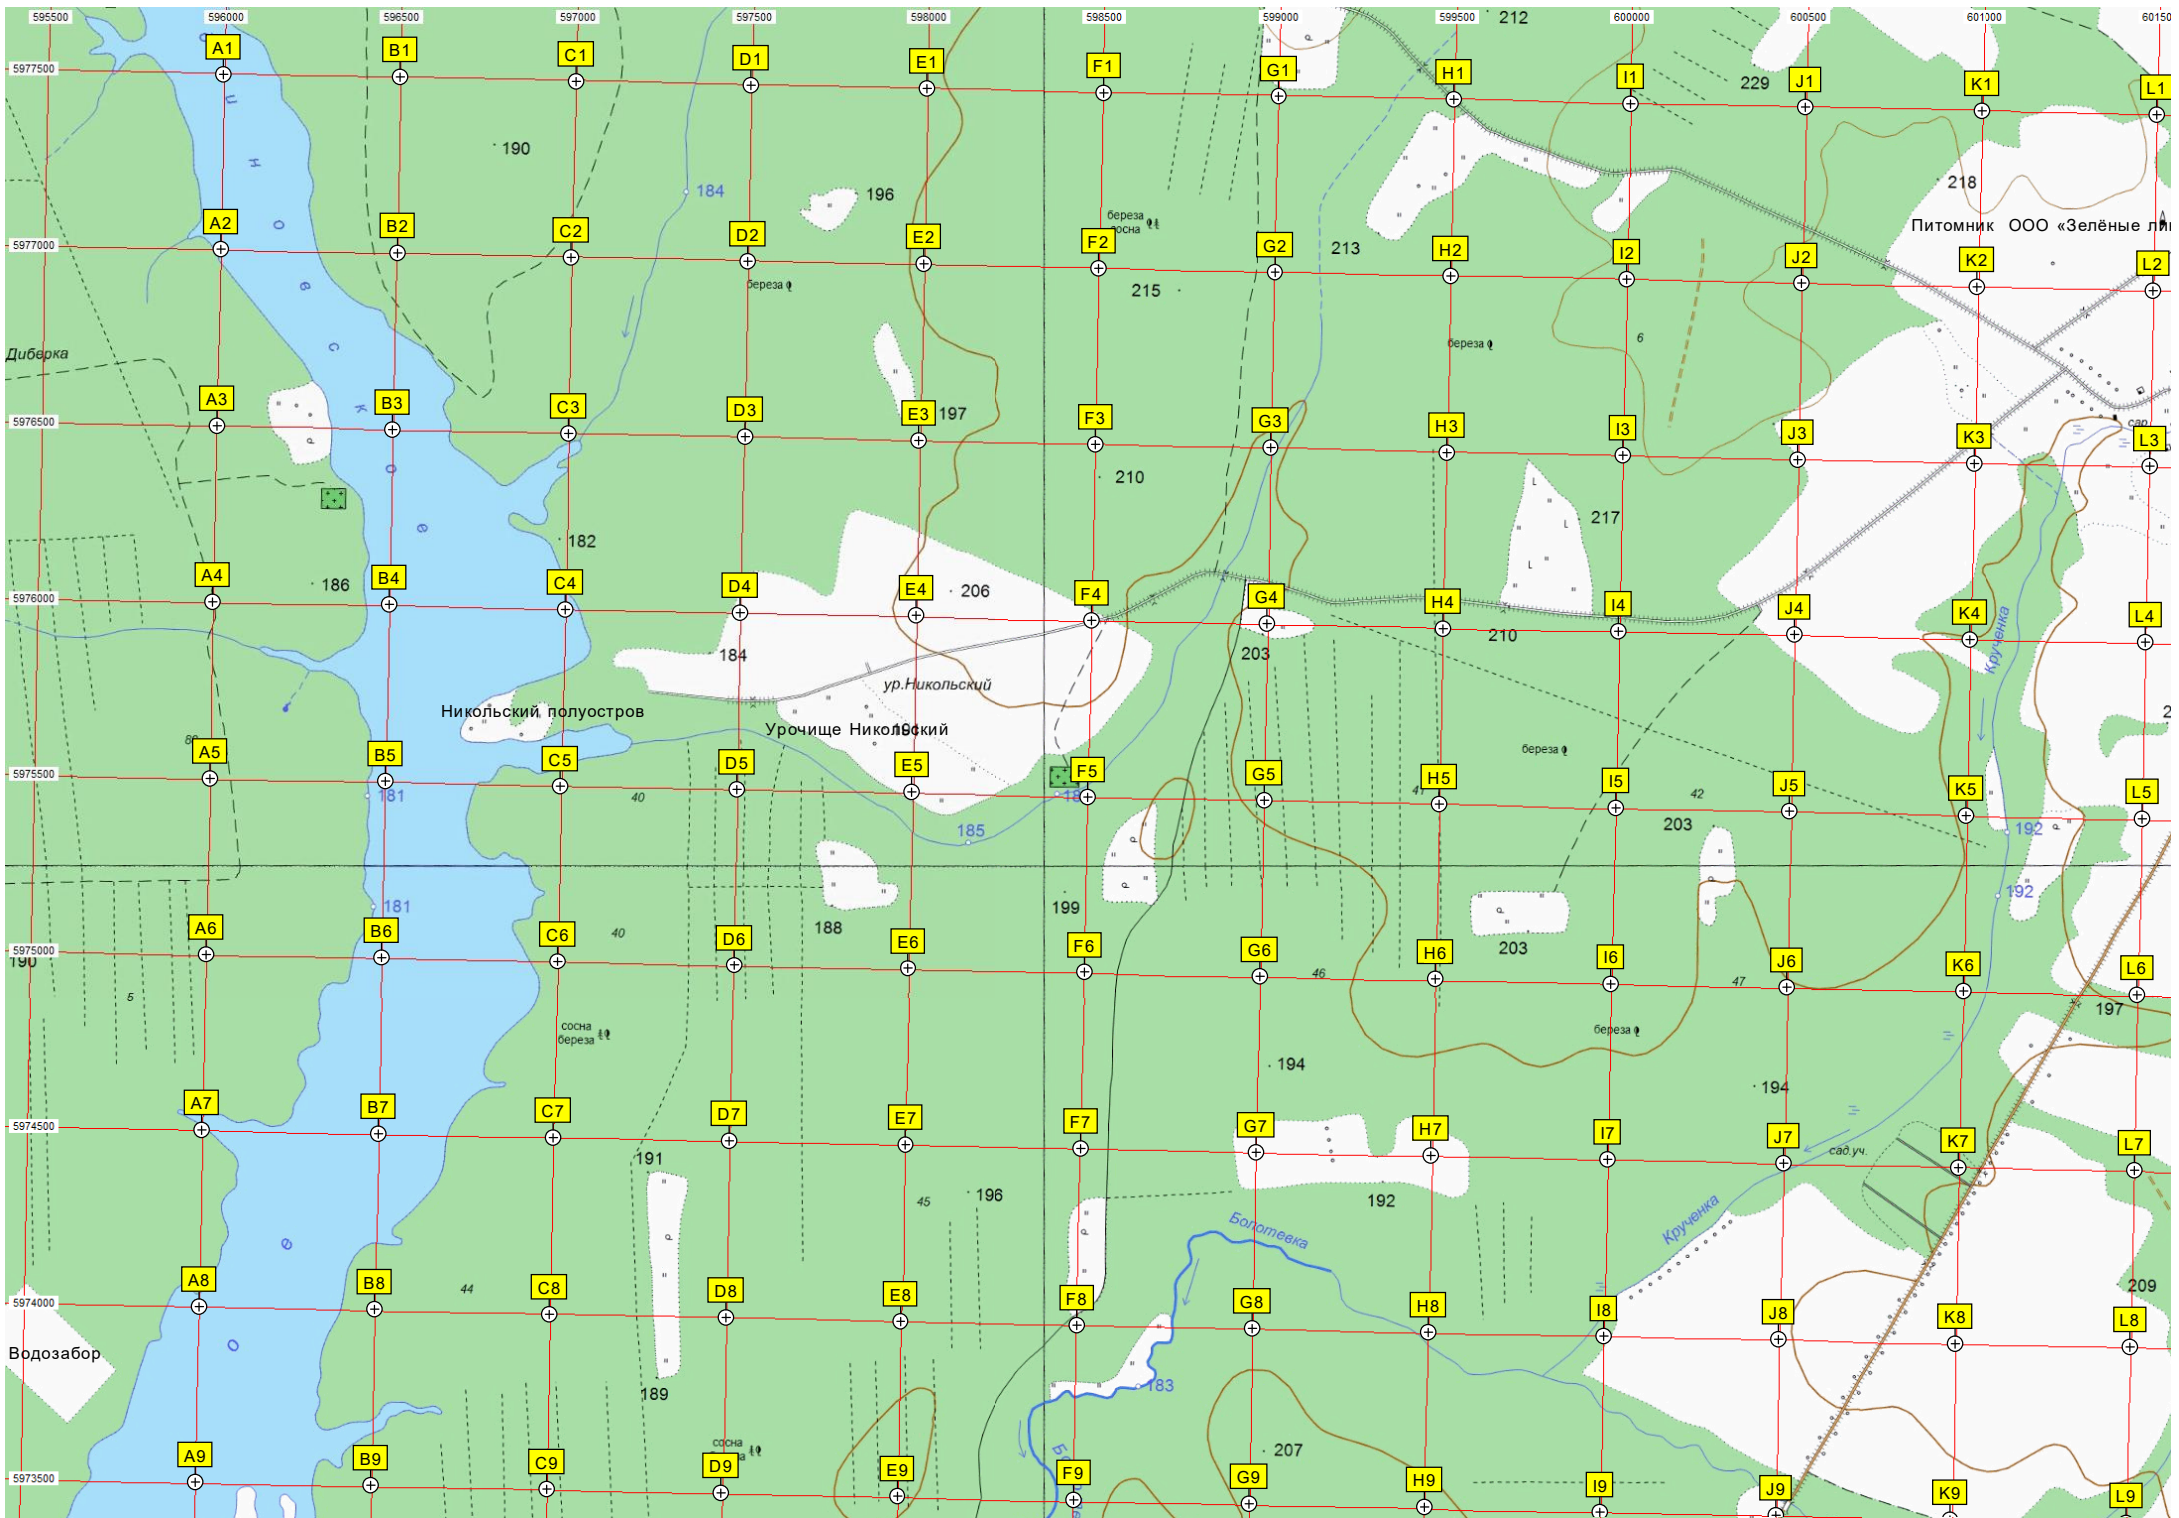 595500 596000 596500 597000 597500 598000 598500 599000 599500 600000 600500 601000 60150
212
A1 B1 C1 D1 E1 F1 G1 H1 I1 J1 K1 L1
5977500
229
190
184
196
218
береза
Питомник ООО «Зелёные ли
A2 B2 C2 D2 E2 F2 G2 H2 I2 J2 K2 L2
5977000
213
215
береза
береза
6
Диберка
A3 B3 C3 D3 E3 F3 G3 H3 I3 J3 K3 L3
197
5976500
сар
210
217
182
186
A4 B4 C4 D4 E4 F4 G4 H4 I4 J4 K4 L4
206
5976000
210
Крученка
184
203
ур.Никольский
Никольский полуостров
Урочище Никольский
береза
A5 B5 C5 D5 E5 F5 G5 H5 I5 J5 K5 L5
5975500
181
40
42
185
203
192
192
181
199
188
203
A6 B6 C6 D6 E6 F6 G6 H6 I6 J6 K6 L6
40
5975000
190
46
47
5
197
сосна
береза
береза
194
194
A7 B7 C7 D7 E7 F7 G7 H7 I7 J7 K7 L7
5974500
сад.уч.
191
45
196
192
Болотевка
Крученка
A8 B8 C8 D8 E8 F8 G8 H8 I8 J8 K8 L8
44
209
5974000
Водозабор
183
189
сосна
207
A9 B9 C9 D9 E9 F9 G9 H9 I9 J9 K9 L9
5973500